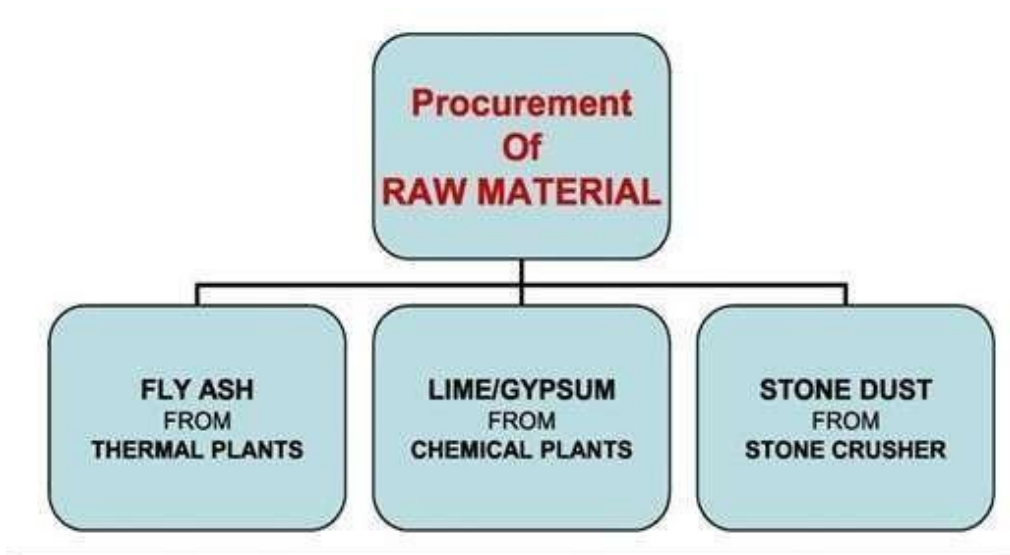 Procurement
Of
RAW MATERIAL
FLY ASH
FROM
THERMAL PLANTS
LIME/GYPSUM
FROM
CHEMICAL PLANTS
STONE DUST
FROM
STONE CRUSHER